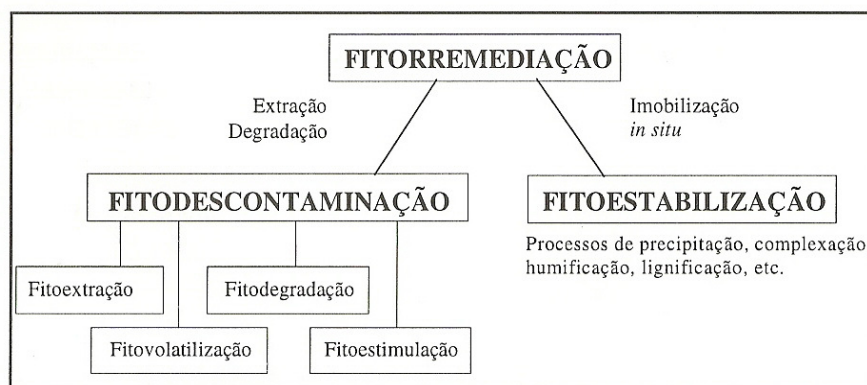 FITORREMEDIAÇÃO
Extração
Degradação
Imobilização
in situ
FITODESCONTAMINAÇÃO
FITOESTABILIZAÇÃO
Processos de precipitação, complexação
humificação, lignificação, etc.
Fitoextração
Fitodegradação
Fitovolatilização
Fitoestimulação